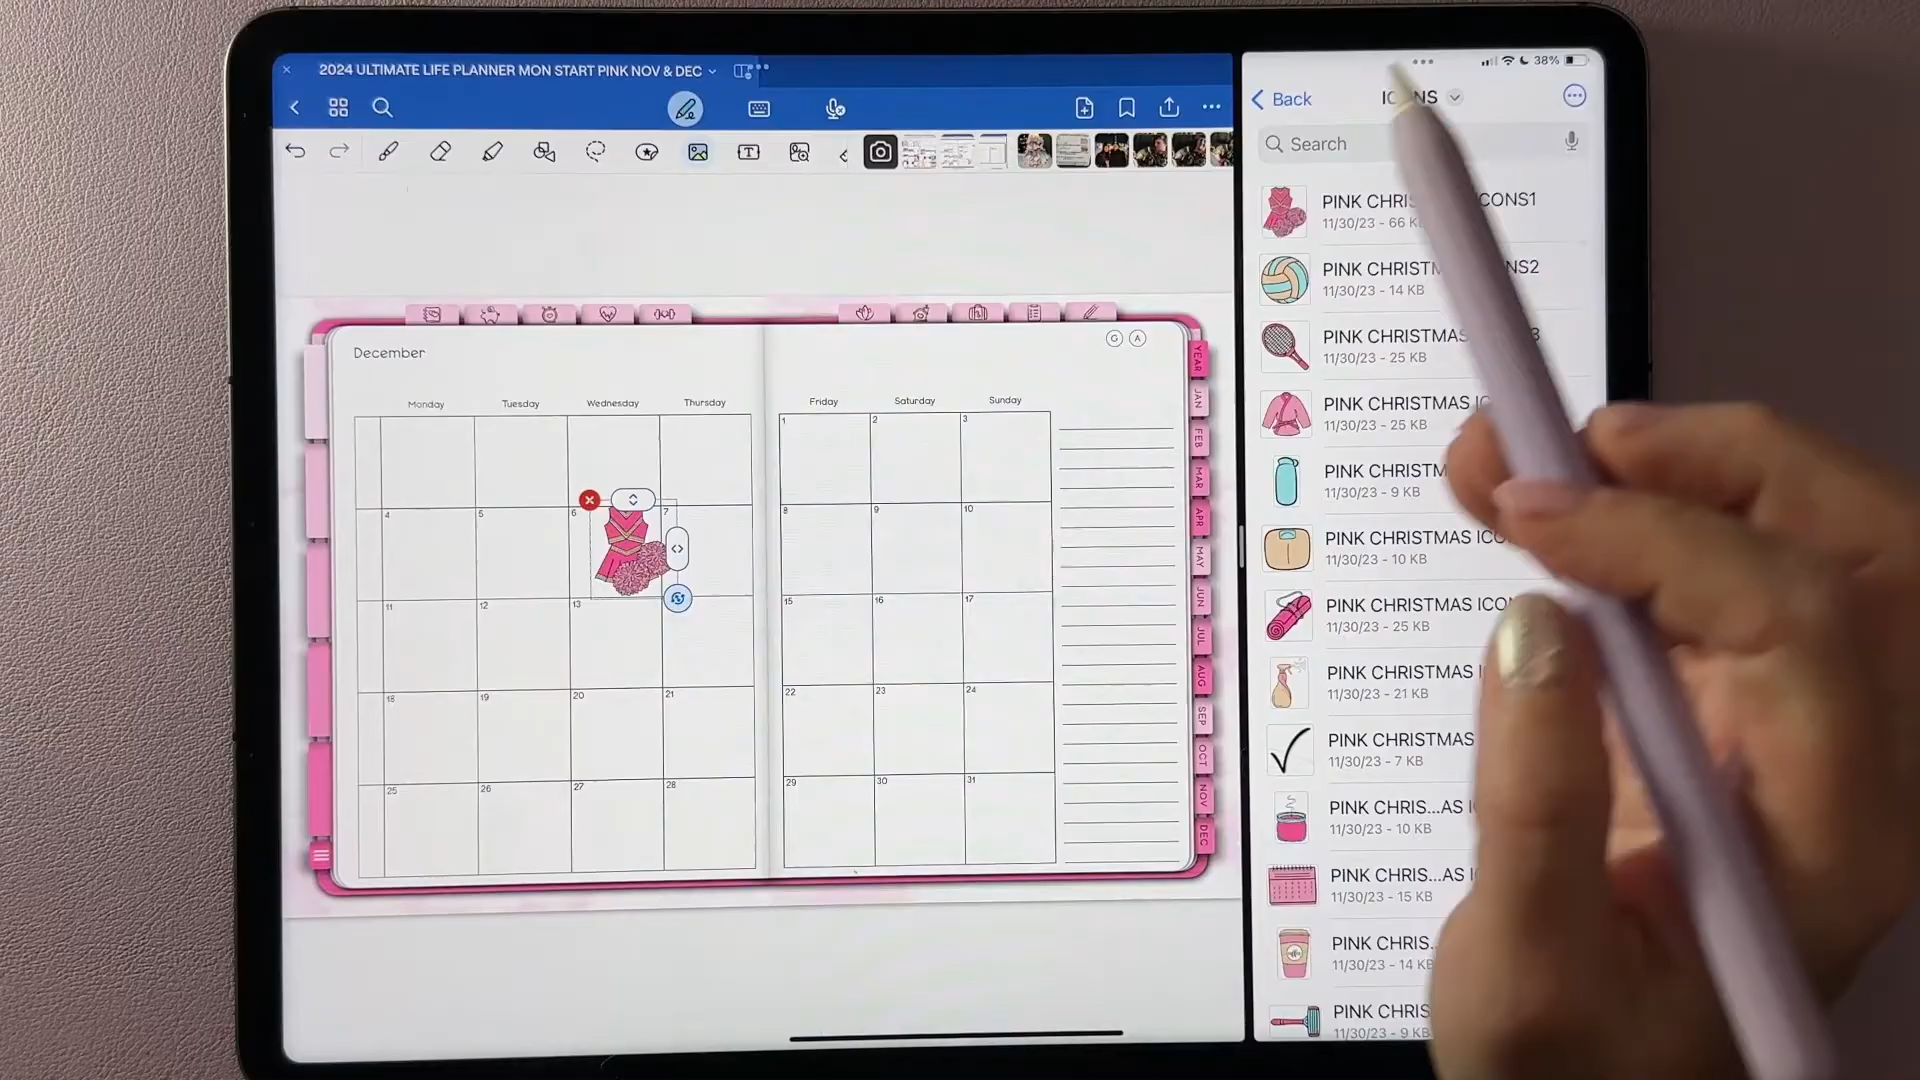 2024 ULTIMATE LIFE PLANNER MON START PINK NOV & DEC
38%
Back
Search
PINK CHRIS
CONS1
11/30/23 - 66
PINK CHRISTM
NS2
11/30/23 - 14 KB
PINK CHRISTMAS
3
11/30/23 - 25 KB
PINK CHRISTMAS IC
11/30/23 - 25 KB
PINK CHRISTM
11/30/23 - 9 KB
PINK CHRISTMAS ICO
11/30/23 - 10 KB
PINK CHRISTMAS ICO
11/30/23 - 25 KB
PINK CHRISTMAS I
11/30/23 - 21 KB
PINK CHRISTMAS
11/30/23 - 7 KB
PINK CHRIS...AS I
11/30/23 - 10 KB
PINK CHRIS...AS I
11/30/23 - 15 KB
PINK CHRIS..
11/30/23 - 14 KB
PINK CHRIS
11/30/23 - 9 KB
December
G A
Monday Tuesday Wednesday Thursday Friday Saturday Sunday
1 2 3
4 5 6 7 8 9 10
11 12 13 15 16 17
18 19 20 21 22 23 24
25 26 27 28 29 30 31
YEAR
JAN
FEB
MAR
APR
MAY
JUN
JUL
AUG
SEP
OCT
NOV
DEC